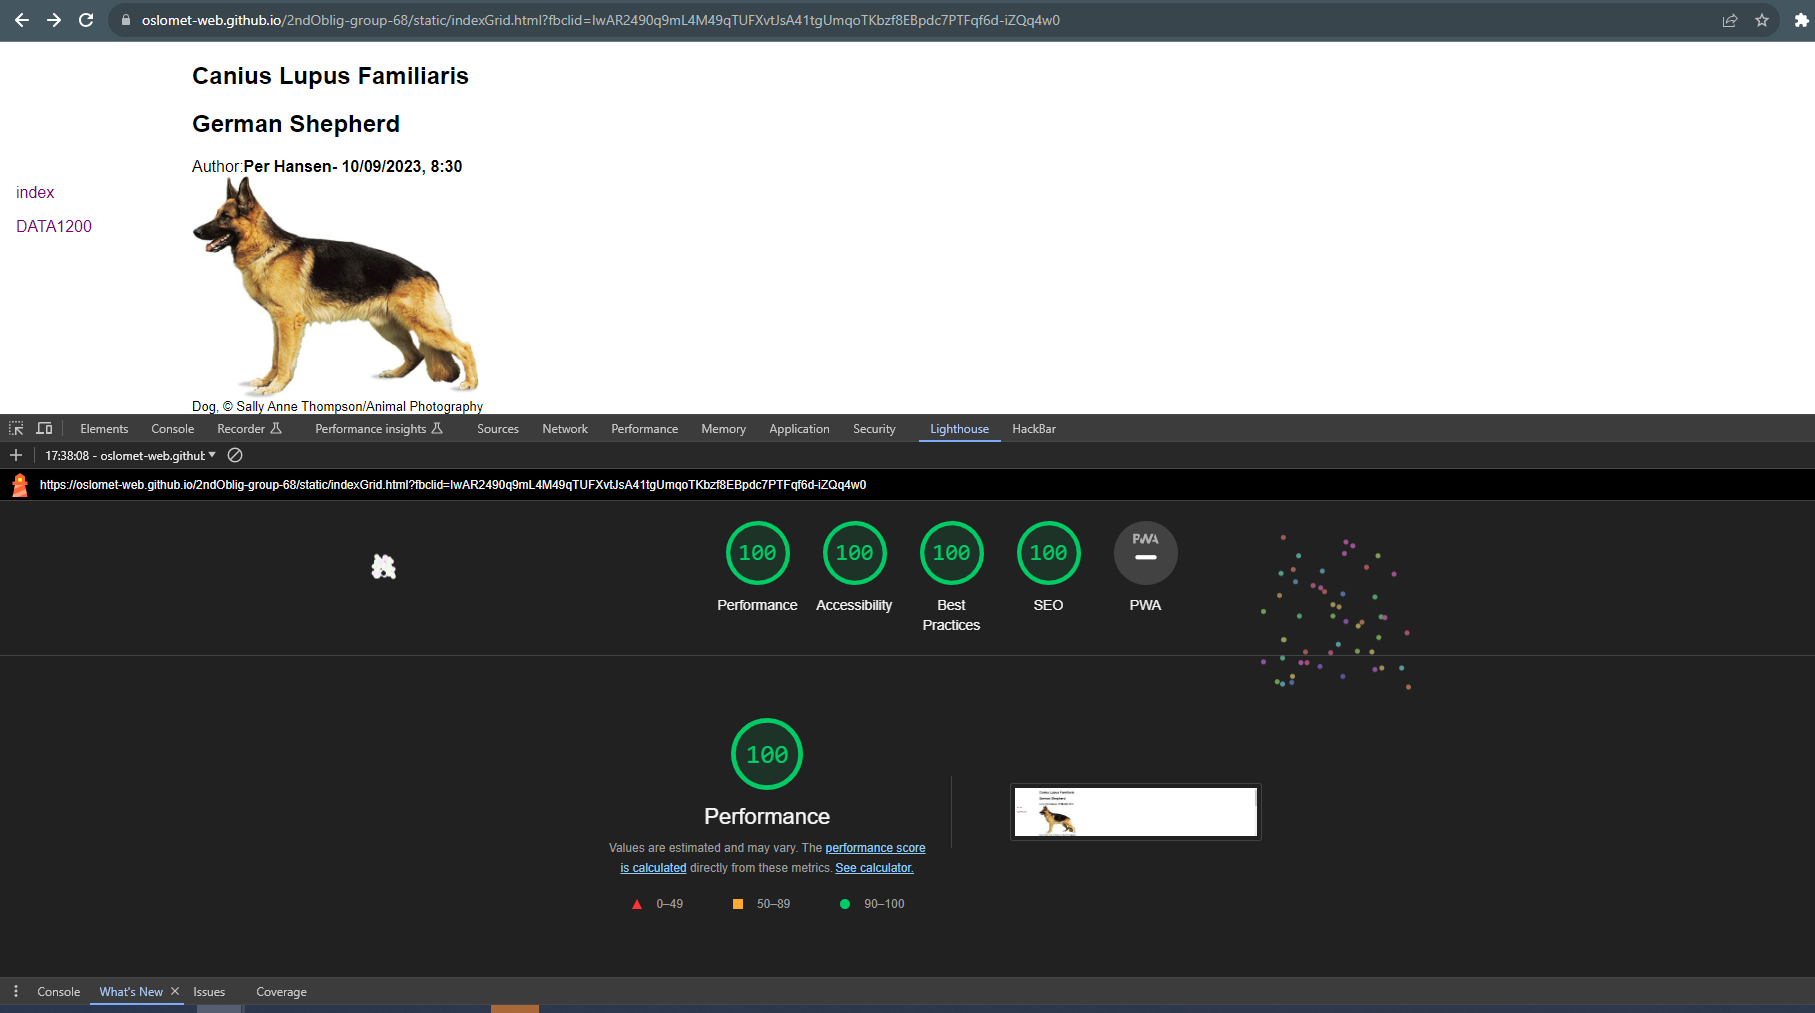 oslomet-web.github.io/2ndOblig-group-68/static/indexGrid.html?fbclid=IwAR2490q9mL4M49qTUFXvtJsA41tgUmqoTKbzf8EBpdc7PTFqf6d-iZQq4w0
Canius Lupus Familiaris
German Shepherd
Author:Per Hansen- 10/09/2023, 8:30
index
DATA1200
Dog, © Sally Anne Thompson/Animal Photography
Elements Console Recorder Performance insights Sources Network Performance Memory Application Security Lighthouse HackBar
17:38:08 - oslomet-web.github
https://oslomet-web.github.io/2ndOblig-group-68/static/indexGrid.html?fbclid=IwAR2490q9mL4M49qTUFXvtJsA41tgUmqoTKbzf8EBpdc7PTFqf6d-iZQq4w0
100 100 100 100 PWA
Performance Accessibility Best Practices SEO PWA
100
Performance
Values are estimated and may vary. The performance score
is calculated directly from these metrics. See calculator.
0–49 50–89 90–100
Console What's New Issues Coverage